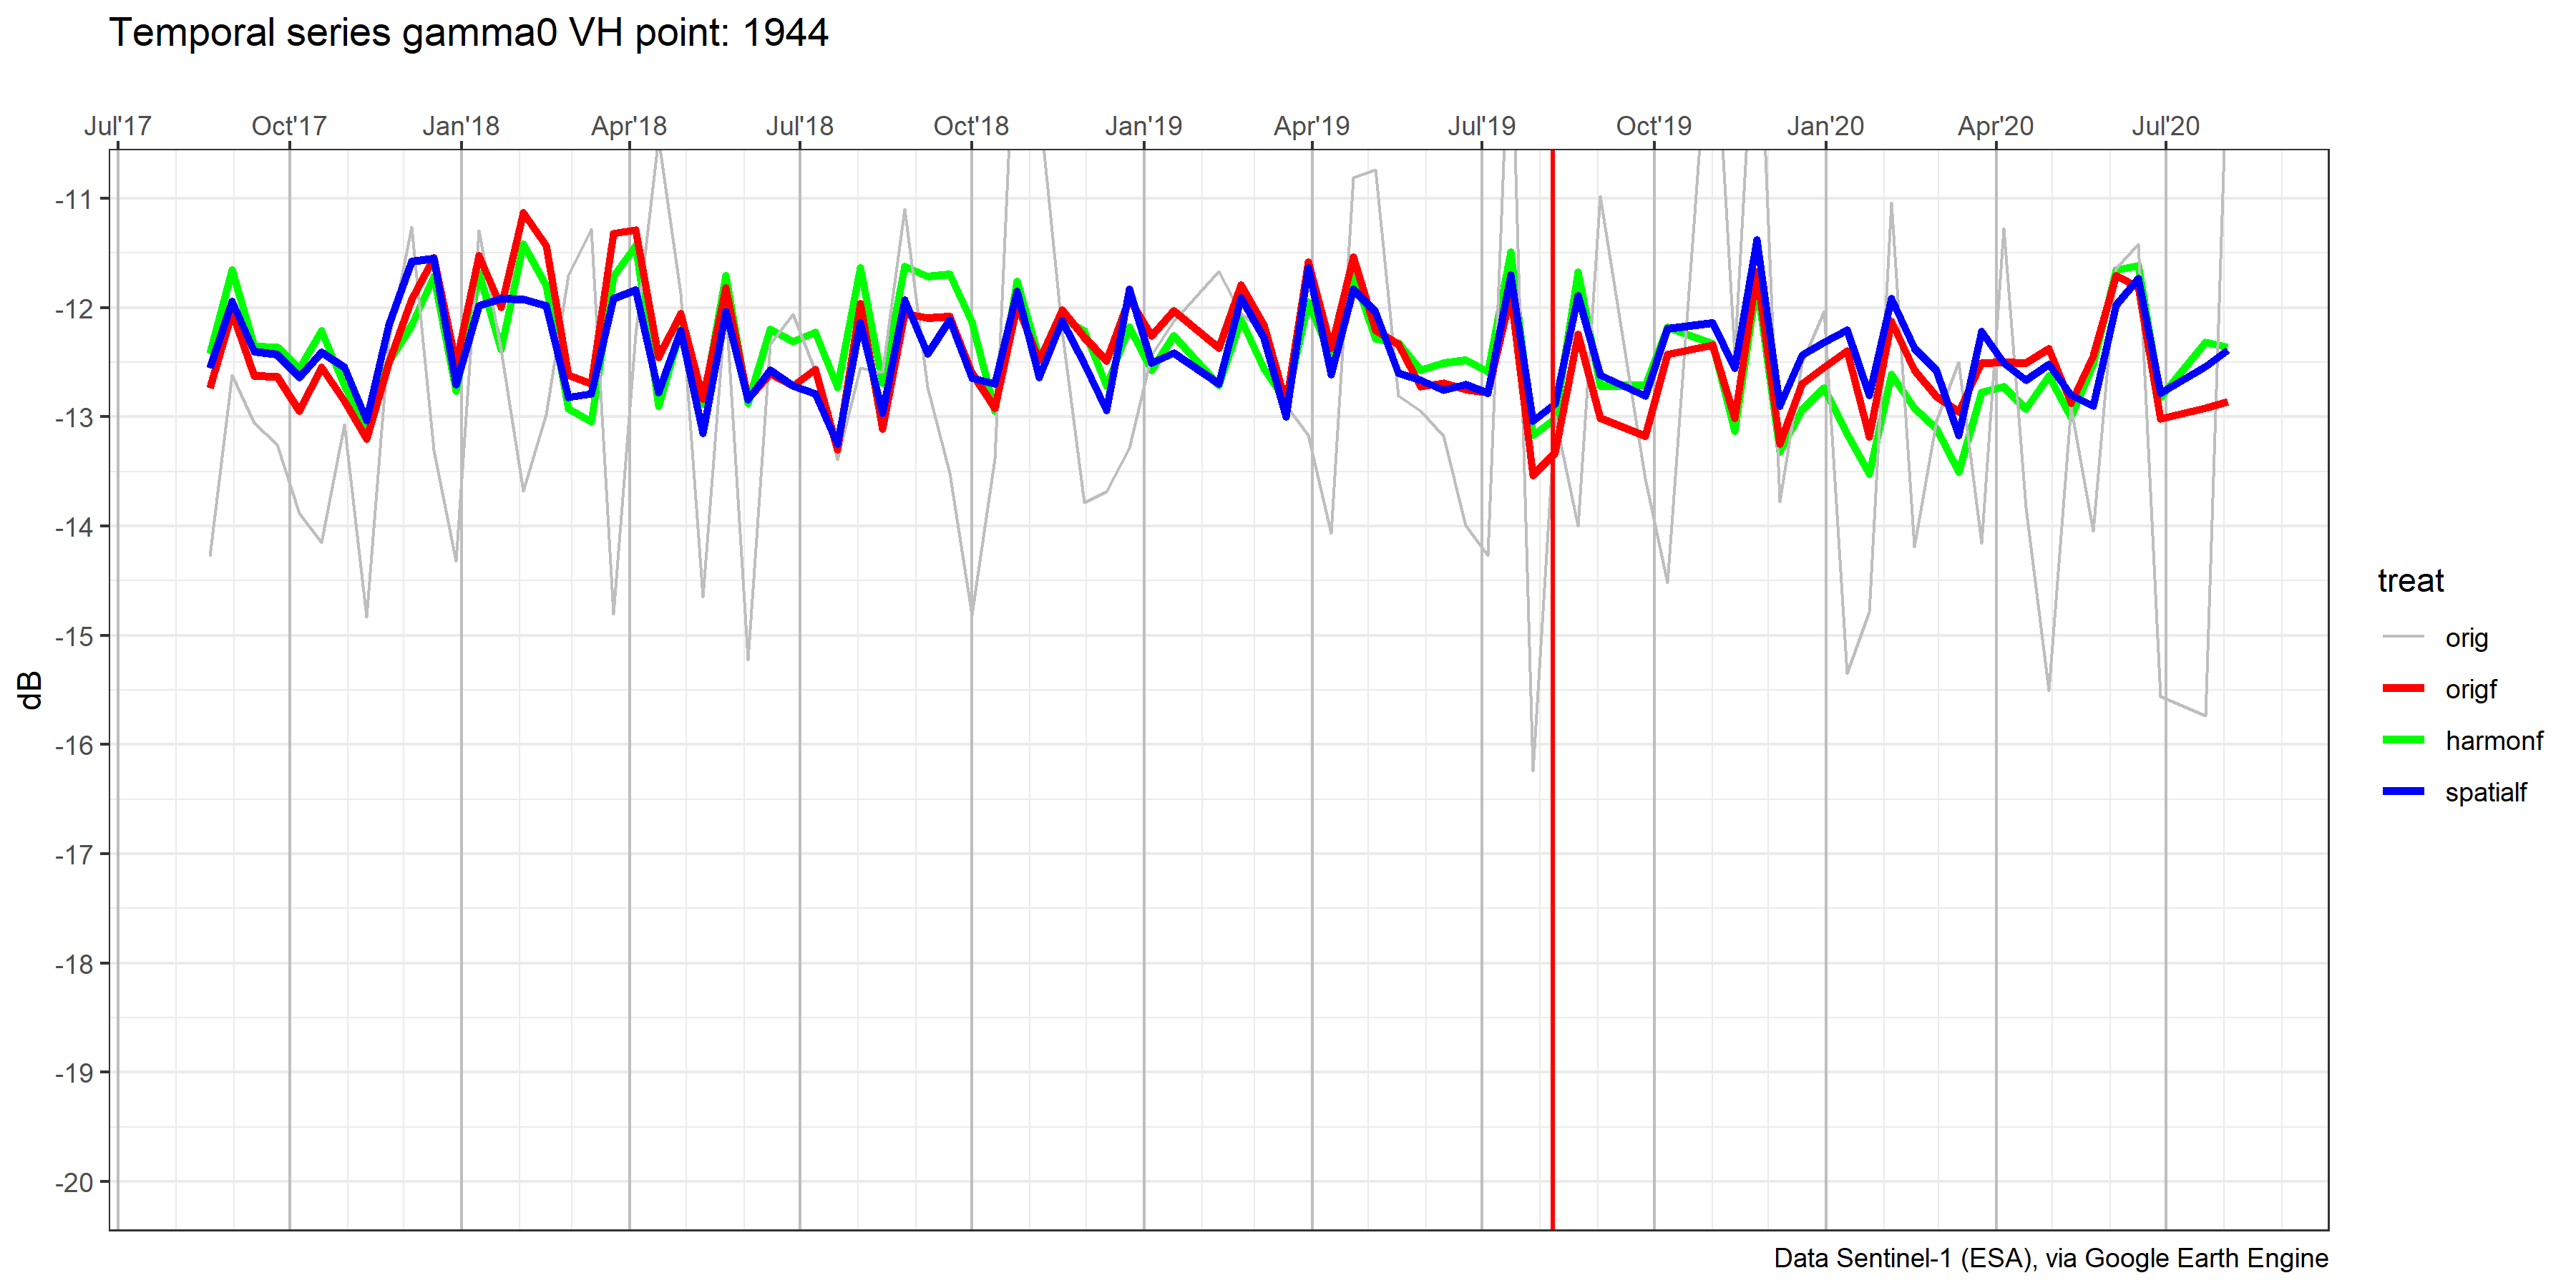 Temporal series gamma0 VH point: 1944
Jul'17 Oct'17 Jan'18 Apr'18 Jul'18 Oct'18 Jan'19 Apr'19 Jul'19 Oct'19 Jan'20 Apr'20 Jul'20
-11
-12
-13
-14
-15
-16
-17
-18
-19
-20
dB
treat
orig
origf
harmonf
spatialf
Data Sentinel-1 (ESA), via Google Earth Engine